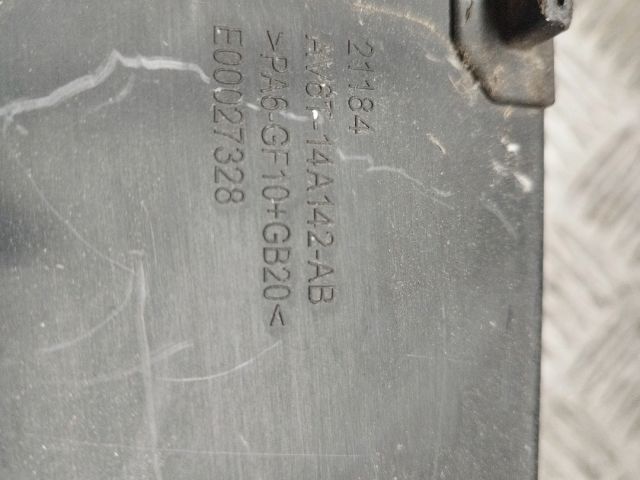 21184
AV6T-14A142-AB
>PA6-GF10+GB20<
E00027328